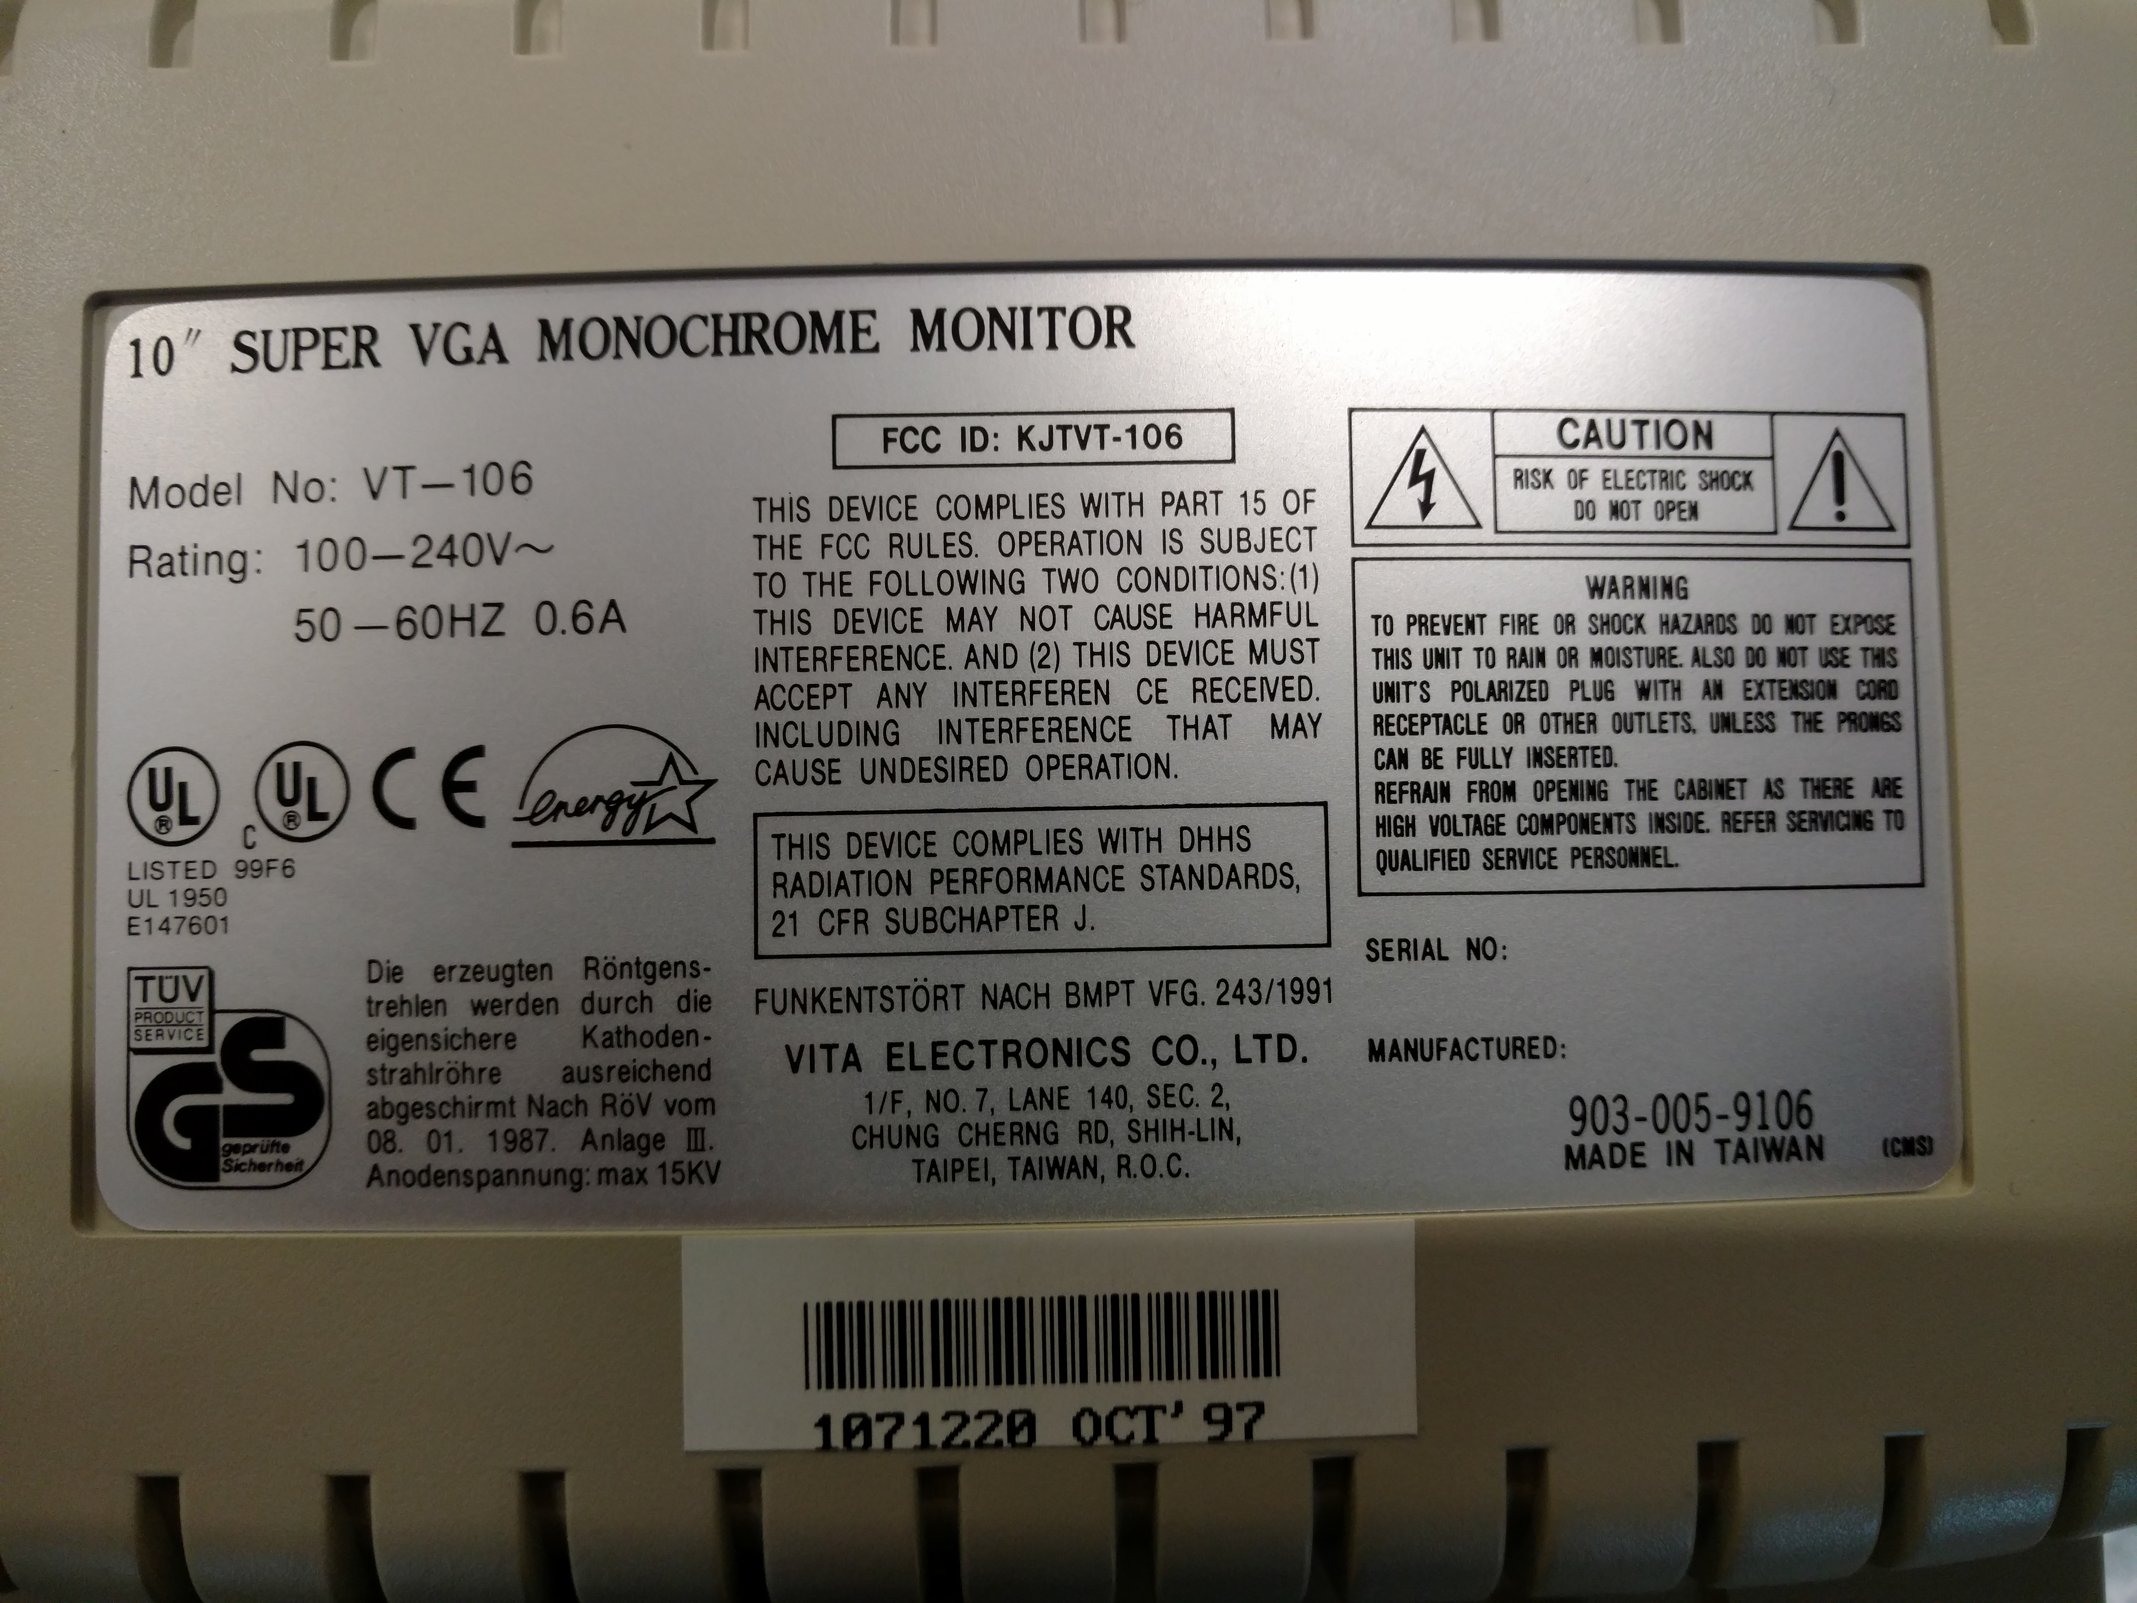 10" SUPER VGA MONOCHROME MONITOR
Model No: VT-106
Rating: 100-240V~
50-60HZ 0.6A
UL
®
C
UL
®
CE
energy
LISTED 99F6
UL 1950
E147601
TÜV
PRODUCT
SERVICE
GS
geprüfte
Sicherheit
Die erzeugten Röntgens-
trehlen werden durch die
eigensichere Kathoden-
strahlröhre ausreichend
abgeschirmt Nach RöV vom
08. 01. 1987. Anlage III.
Anodenspannung: max 15KV
FCC ID: KJTVT-106
THIS DEVICE COMPLIES WITH PART 15 OF
THE FCC RULES. OPERATION IS SUBJECT
TO THE FOLLOWING TWO CONDITIONS:(1)
THIS DEVICE MAY NOT CAUSE HARMFUL
INTERFERENCE. AND (2) THIS DEVICE MUST
ACCEPT ANY INTERFEREN CE RECEIVED.
INCLUDING INTERFERENCE THAT MAY
CAUSE UNDESIRED OPERATION.
THIS DEVICE COMPLIES WITH DHHS
RADIATION PERFORMANCE STANDARDS,
21 CFR SUBCHAPTER J.
FUNKENTSTÖRT NACH BMPT VFG. 243/1991
VITA ELECTRONICS CO., LTD.
1/F, NO. 7, LANE 140, SEC. 2,
CHUNG CHERNG RD, SHIH-LIN,
TAIPEI, TAIWAN, R.O.C.
CAUTION
RISK OF ELECTRIC SHOCK
DO NOT OPEN
!
WARNING
TO PREVENT FIRE OR SHOCK HAZARDS DO NOT EXPOSE
THIS UNIT TO RAIN OR MOISTURE. ALSO DO NOT USE THIS
UNIT'S POLARIZED PLUG WITH AN EXTENSION CORD
RECEPTACLE OR OTHER OUTLETS, UNLESS THE PRONGS
CAN BE FULLY INSERTED.
REFRAIN FROM OPENING THE CABINET AS THERE ARE
HIGH VOLTAGE COMPONENTS INSIDE. REFER SERVICING TO
QUALIFIED SERVICE PERSONNEL.
SERIAL NO:
MANUFACTURED:
903-005-9106
MADE IN TAIWAN
(CMS)
1071220 OCT' 97